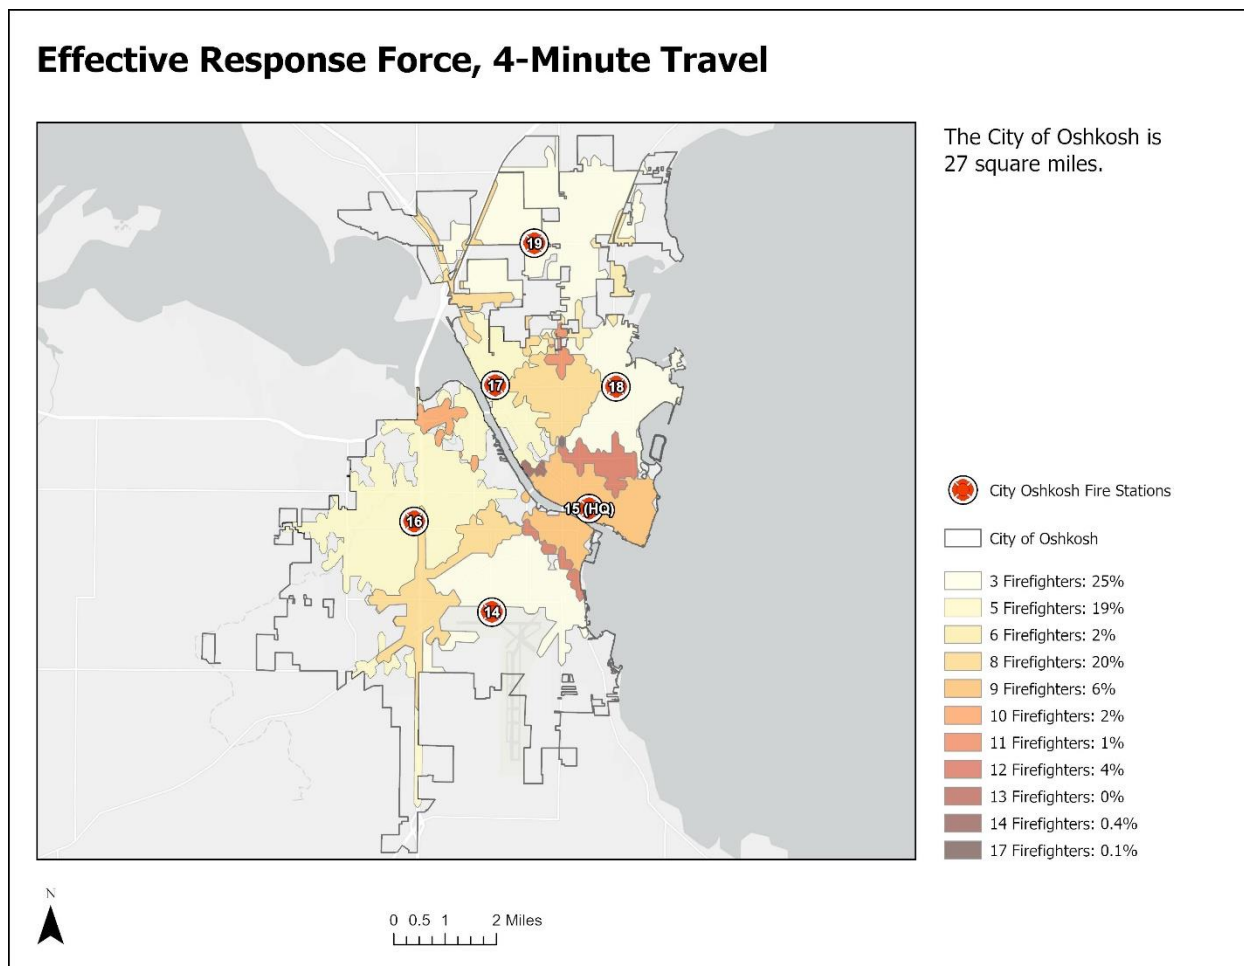 Effective Response Force, 4-Minute Travel
The City of Oshkosh is
27 square miles.
19
17
18
15 (HQ)
16
14
City Oshkosh Fire Stations
City of Oshkosh
3 Firefighters: 25%
5 Firefighters: 19%
6 Firefighters: 2%
8 Firefighters: 20%
9 Firefighters: 6%
10 Firefighters: 2%
11 Firefighters: 1%
12 Firefighters: 4%
13 Firefighters: 0%
14 Firefighters: 0.4%
17 Firefighters: 0.1%
N
0 0.5 1 2 Miles